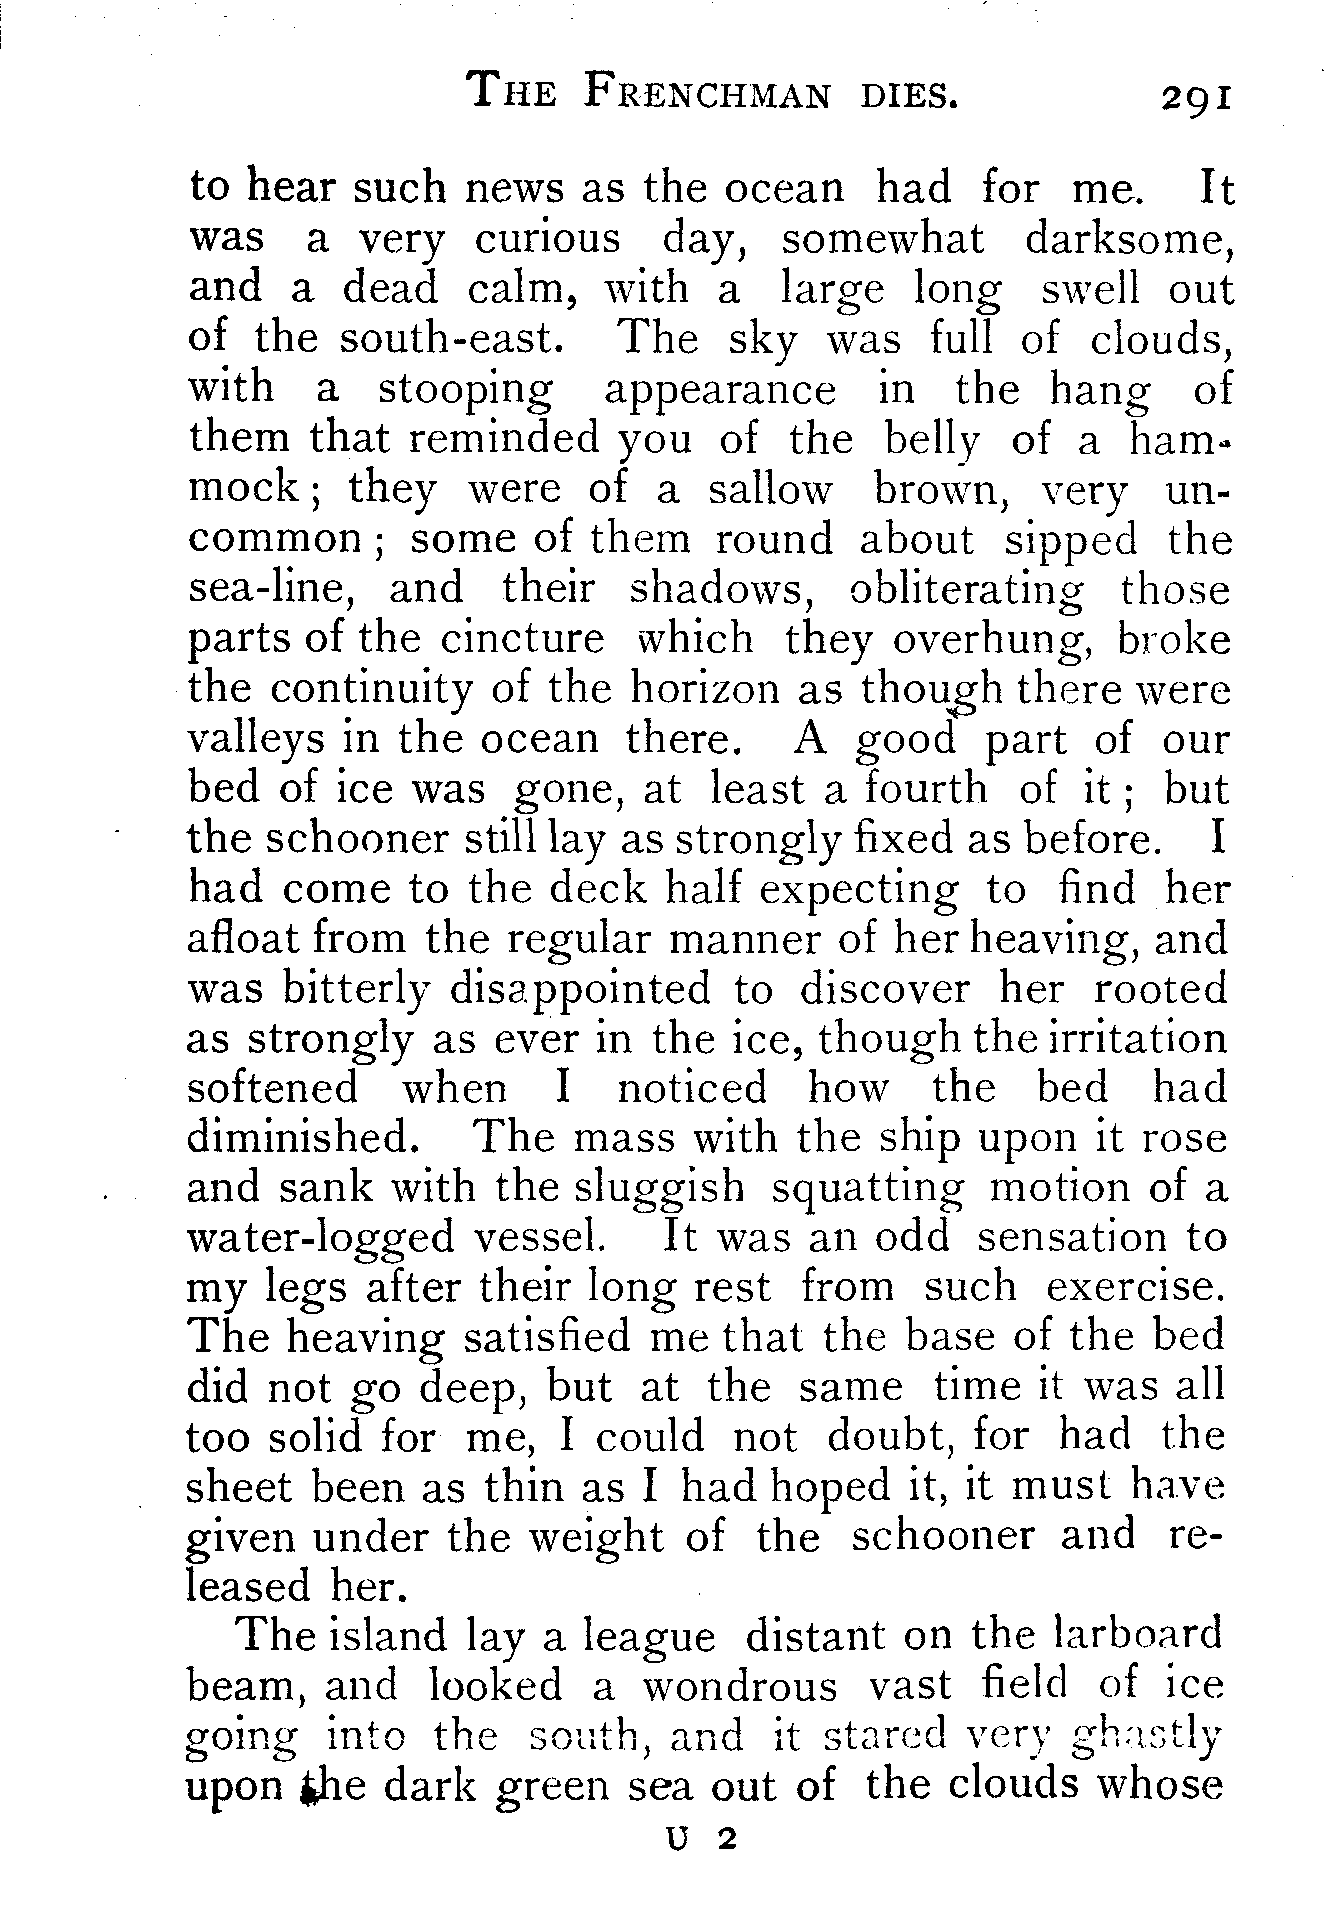 THE FRENCHMAN DIES. 291
to hear such news as the ocean had for me. It
was a very curious day, somewhat darksome,
and a dead calm, with a large long swell out
of the south-east. The sky was full of clouds,
with a stooping appearance in the hang of
them that reminded you of the belly of a ham-
mock ; they were of a sallow brown, very un-
common ; some of them round about sipped the
sea-line, and their shadows, obliterating those
parts of the cincture which they overhung, broke
the continuity of the horizon as though there were
valleys in the ocean there. A good part of our
bed of ice was gone, at least a fourth of it ; but
the schooner still lay as strongly fixed as before. I
had come to the deck half expecting to find her
afloat from the regular manner of her heaving, and
was bitterly disappointed to discover her rooted
as strongly as ever in the ice, though the irritation
softened when I noticed how the bed had
diminished. The mass with the ship upon it rose
and sank with the sluggish squatting motion of a
water-logged vessel. It was an odd sensation to
my legs after their long rest from such exercise.
The heaving satisfied me that the base of the bed
did not go deep, but at the same time it was all
too solid for me, I could not doubt, for had the
sheet been as thin as I had hoped it, it must have
given under the weight of the schooner and re-
leased her.
The island lay a league distant on the larboard
beam, and looked a wondrous vast field of ice
going into the south, and it stared very ghastly
upon the dark green sea out of the clouds whose
U 2